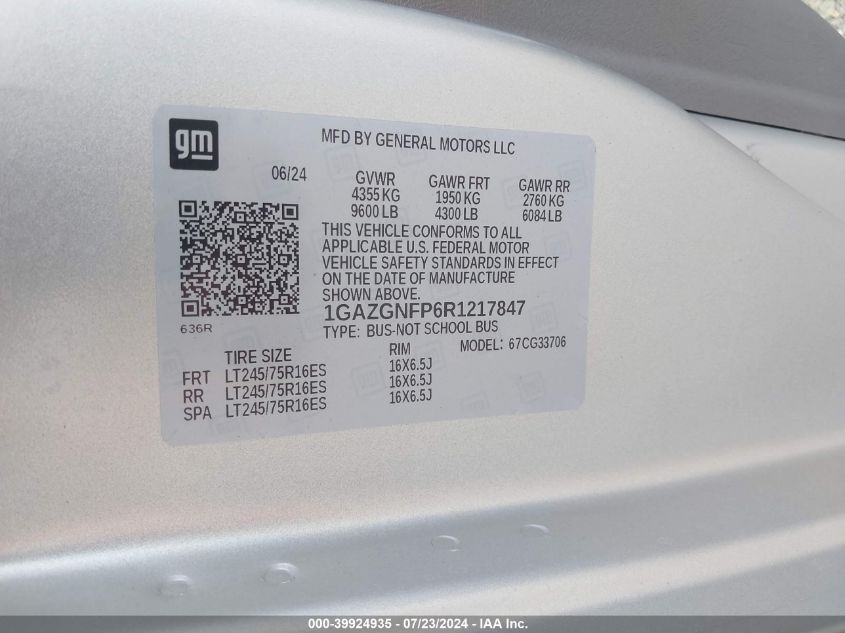 gm
MFD BY GENERAL MOTORS LLC
06/24
GVWR GAWR FRT GAWR RR
4355 KG 1950 KG 2760 KG
9600 LB 4300 LB 6084 LB
THIS VEHICLE CONFORMS TO ALL
APPLICABLE U.S. FEDERAL MOTOR
VEHICLE SAFETY STANDARDS IN EFFECT
ON THE DATE OF MANUFACTURE
SHOWN ABOVE.
1GAZGNFP6R1217847
636R
TYPE: BUS-NOT SCHOOL BUS
MODEL: 67CG33706
TIRE SIZE RIM
FRT LT245/75R16ES 16X6.5J
RR LT245/75R16ES 16X6.5J
SPA LT245/75R16ES 16X6.5J
000-39924935 - 07/23/2024 - IAA Inc.